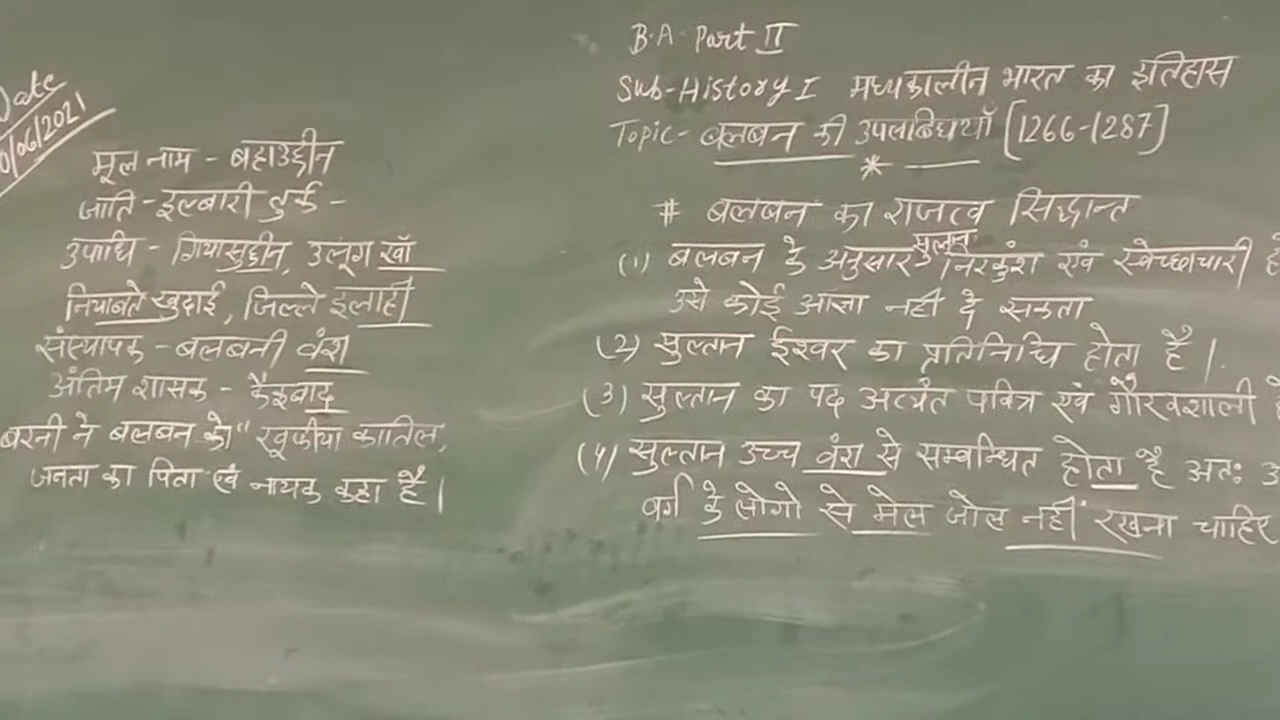 Date
0/06/2021
मूल नाम - बहाउद्दीन
जाति - इल्बारी तुर्क -
उपाधि - गियासुद्दीन, उलूग खाँ
नियाबते खुदाई, जिल्ले इलाही
संस्थापक - बलबनी वंश
अंतिम शासक - कैकुबाद
बरनी ने बलबन को "खूफीया कातिल,
जनता का पिता एवं नायक कहा है।
B.A. Part II
Sub-History I मध्यकालीन भारत का इतिहास
Topic- बलबन की उपलब्धियाँ [1266-1287]
*
# बलबन का राजत्व सिद्धान्त
(1) बलबन के अनुसार - सुल्तान निरकुंश एवं स्वेच्छाचारी
उसे कोई आज्ञा नहीं दे सकता
(2) सुल्तान ईश्वर का प्रतिनिधि होता है।
(3) सुल्तान का पद अत्यंत पवित्र एवं गौरवशाली
(4) सुल्तान उच्च वंश से सम्बन्धित होता है अतः
वर्ग के लोगो से मेल जोल नहीं रखना चाहिए